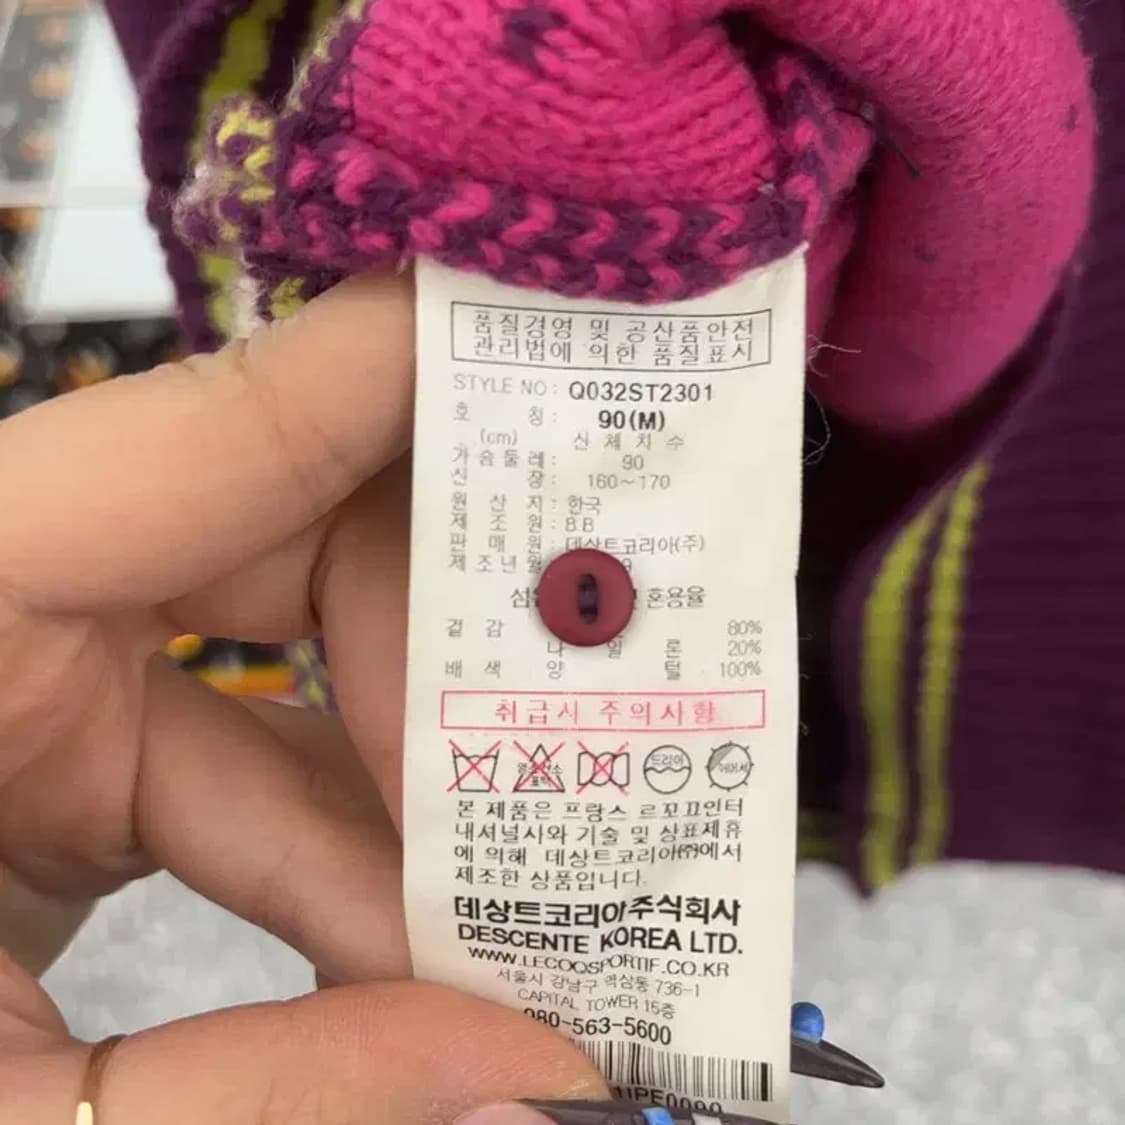 품질경영 및 공산품안전
관리법에 의한 품질표시
STYLE NO: Q032ST2301
호 칭: 90(M)
(cm) 신 체 치 수
가슴둘레: 90
신 장: 160~170
원 산 지: 한국
제 조 원: B.B
판 매 원: 데상트코리아(주)
제조년월 9
혼용율
겉 감 80%
나 일 론 20%
배 색 양 털 100%
취급시 주의사항
드라이
본 제품은 프랑스 르꼬끄인터
내셔널사와 기술 및 상표제휴
에 의해 데상트코리아㈜에서
제조한 상품입니다.
데상트코리아주식회사
DESCENTE KOREA LTD.
WWW.LECOQSPORTIF.CO.KR
서울시 강남구 역삼동 736-1
CAPITAL TOWER 15층
080-563-5600